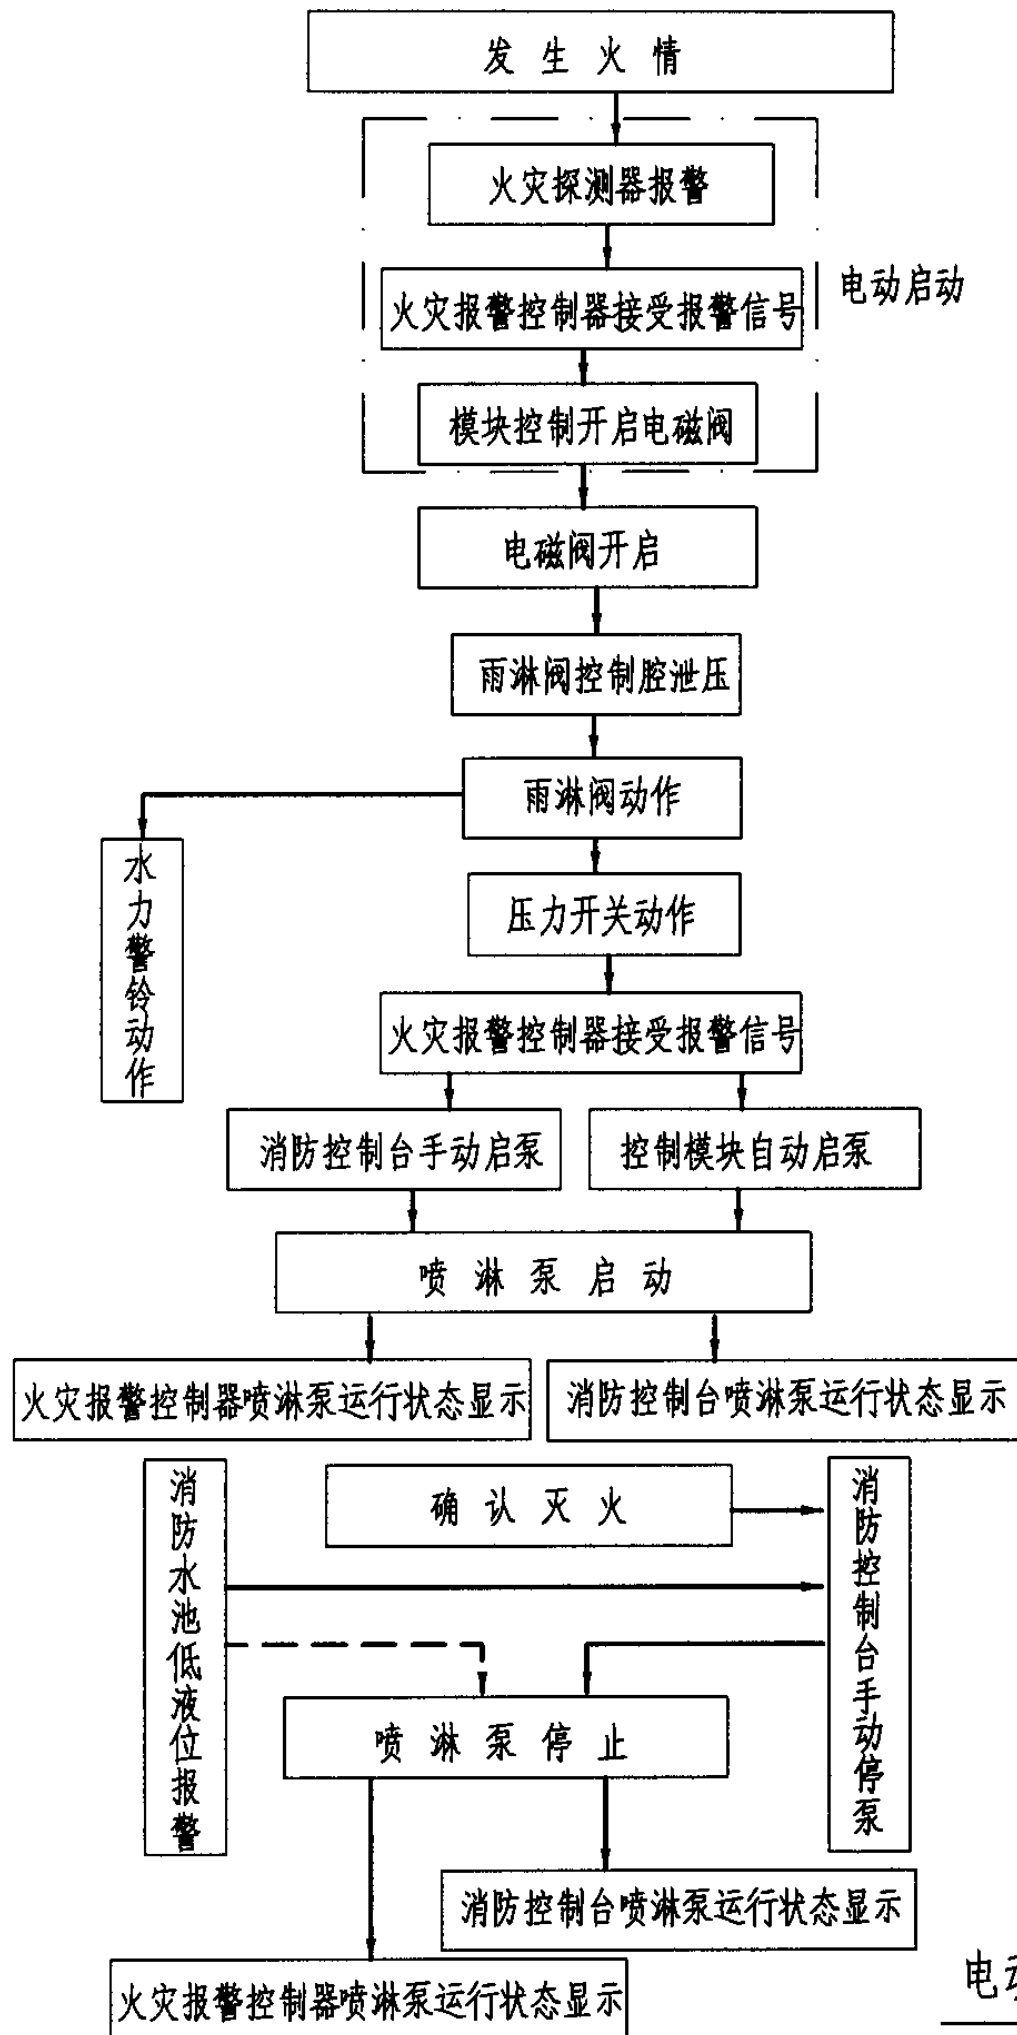 发生火情
火灾探测器报警
电动启动
火灾报警控制器接受报警信号
模块控制开启电磁阀
电磁阀开启
雨淋阀控制腔泄压
雨淋阀动作
水力警铃动作
压力开关动作
火灾报警控制器接受报警信号
消防控制台手动启泵
控制模块自动启泵
喷淋泵启动
火灾报警控制器喷淋泵运行状态显示
消防控制台喷淋泵运行状态显示
消防水池低液位报警
确认灭火
消防控制台手动停泵
喷淋泵停止
消防控制台喷淋泵运行状态显示
火灾报警控制器喷淋泵运行状态显示
电动